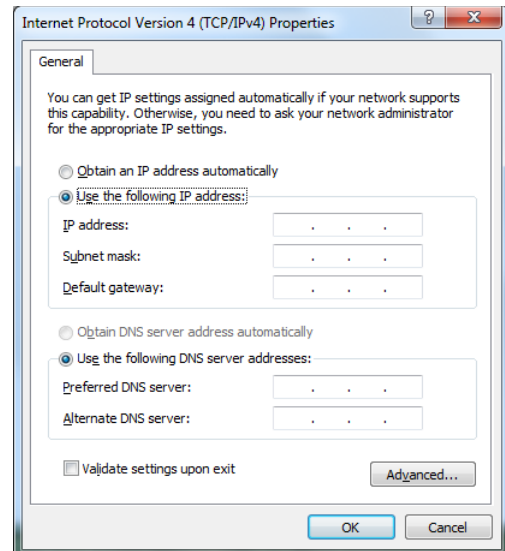 Internet Protocol Version 4 (TCP/IPv4) Properties
General
You can get IP settings assigned automatically if your network supports
this capability. Otherwise, you need to ask your network administrator
for the appropriate IP settings.
Obtain an IP address automatically
Use the following IP address:
IP address:
Subnet mask:
Default gateway:
Obtain DNS server address automatically
Use the following DNS server addresses:
Preferred DNS server:
Alternate DNS server:
Validate settings upon exit
Advanced...
OK
Cancel